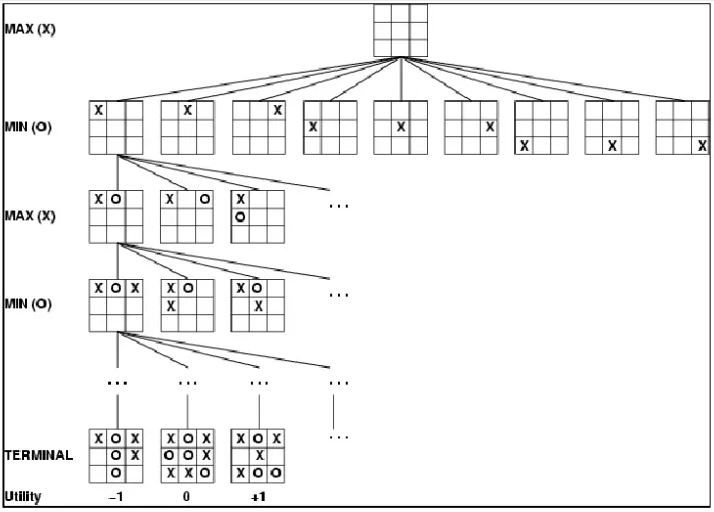 MAX (X)
MIN (O)
X X X X X X X X X
MAX (X)
X O X O X
O
MIN (O)
X O X X O X O
X X
... 
...
...
... ... ... ...
TERMINAL
X O X X O X X O X
O X O O X X
O X X O X O O
...
Utility −1 0 +1